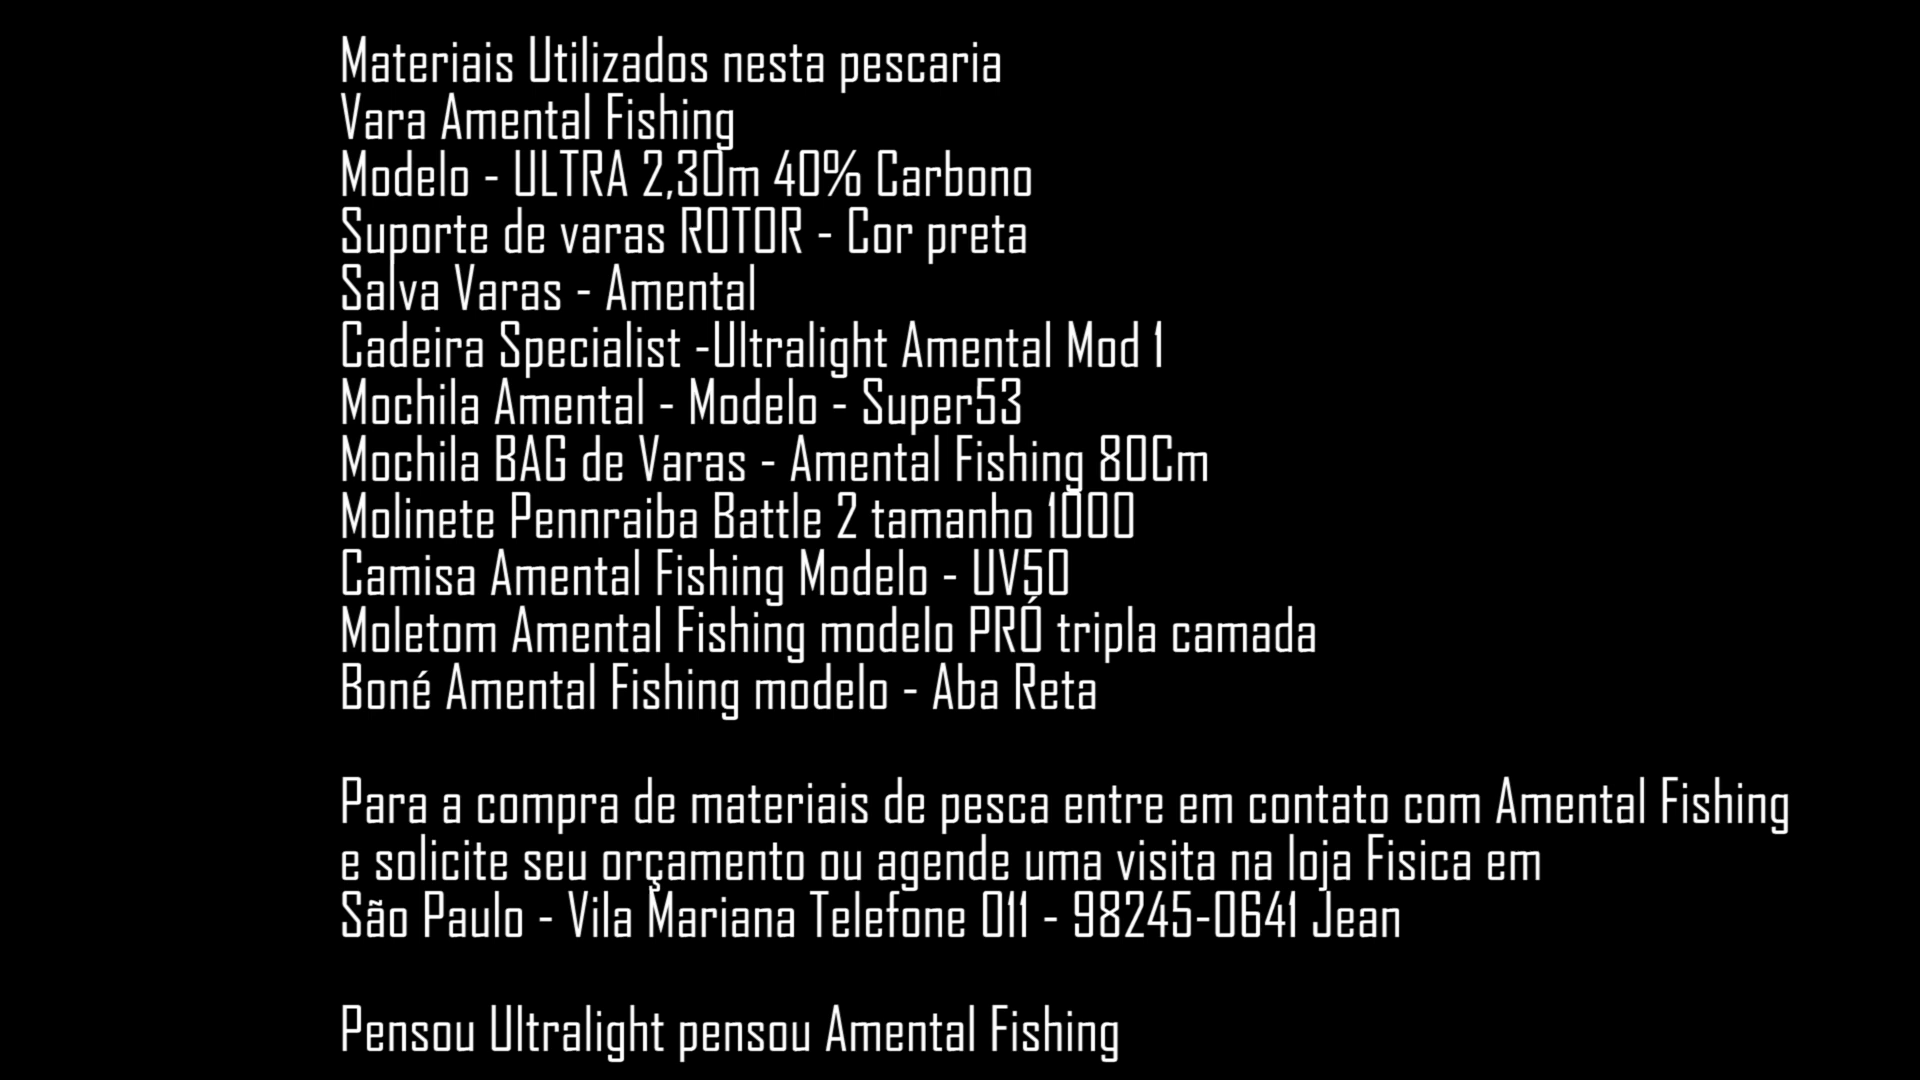 Materiais Utilizados nesta pescaria
Vara Amental Fishing
Modelo - ULTRA 2,30m 40% Carbono
Suporte de varas ROTOR - Cor preta
Salva Varas - Amental
Cadeira Specialist -Ultralight Amental Mod 1
Mochila Amental - Modelo - Super53
Mochila BAG de Varas - Amental Fishing 80Cm
Molinete Pennraiba Battle 2 tamanho 1000
Camisa Amental Fishing Modelo - UV50
Moletom Amental Fishing modelo PRÓ tripla camada
Boné Amental Fishing modelo - Aba Reta
Para a compra de materiais de pesca entre em contato com Amental Fishing
e solicite seu orçamento ou agende uma visita na loja Fisica em
São Paulo - Vila Mariana Telefone 011 - 98245-0641 Jean
Pensou Ultralight pensou Amental Fishing